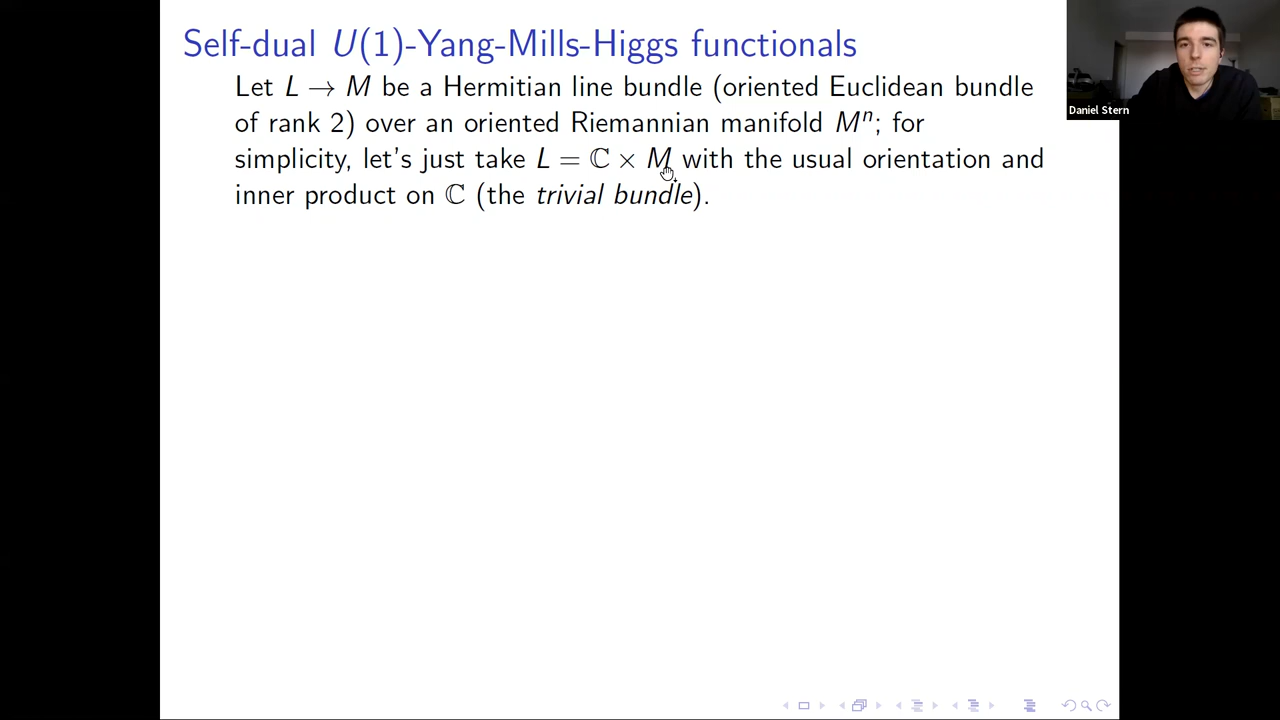 Self-dual U(1)-Yang-Mills-Higgs functionals
Let L → M be a Hermitian line bundle (oriented Euclidean bundle
of rank 2) over an oriented Riemannian manifold Mⁿ; for
simplicity, let's just take L = ℂ × M with the usual orientation and
inner product on ℂ (the trivial bundle).
Daniel Stern